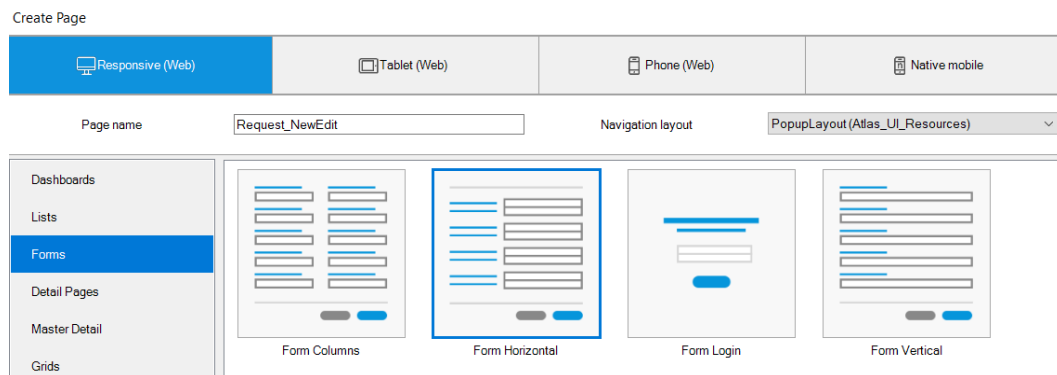 Create Page
Responsive (Web)
Tablet (Web)
Phone (Web)
Native mobile
Page name
Request_NewEdit
Navigation layout
PopupLayout (Atlas_UI_Resources)
Dashboards
Lists
Forms
Detail Pages
Master Detail
Grids
Form Columns
Form Horizontal
Form Login
Form Vertical